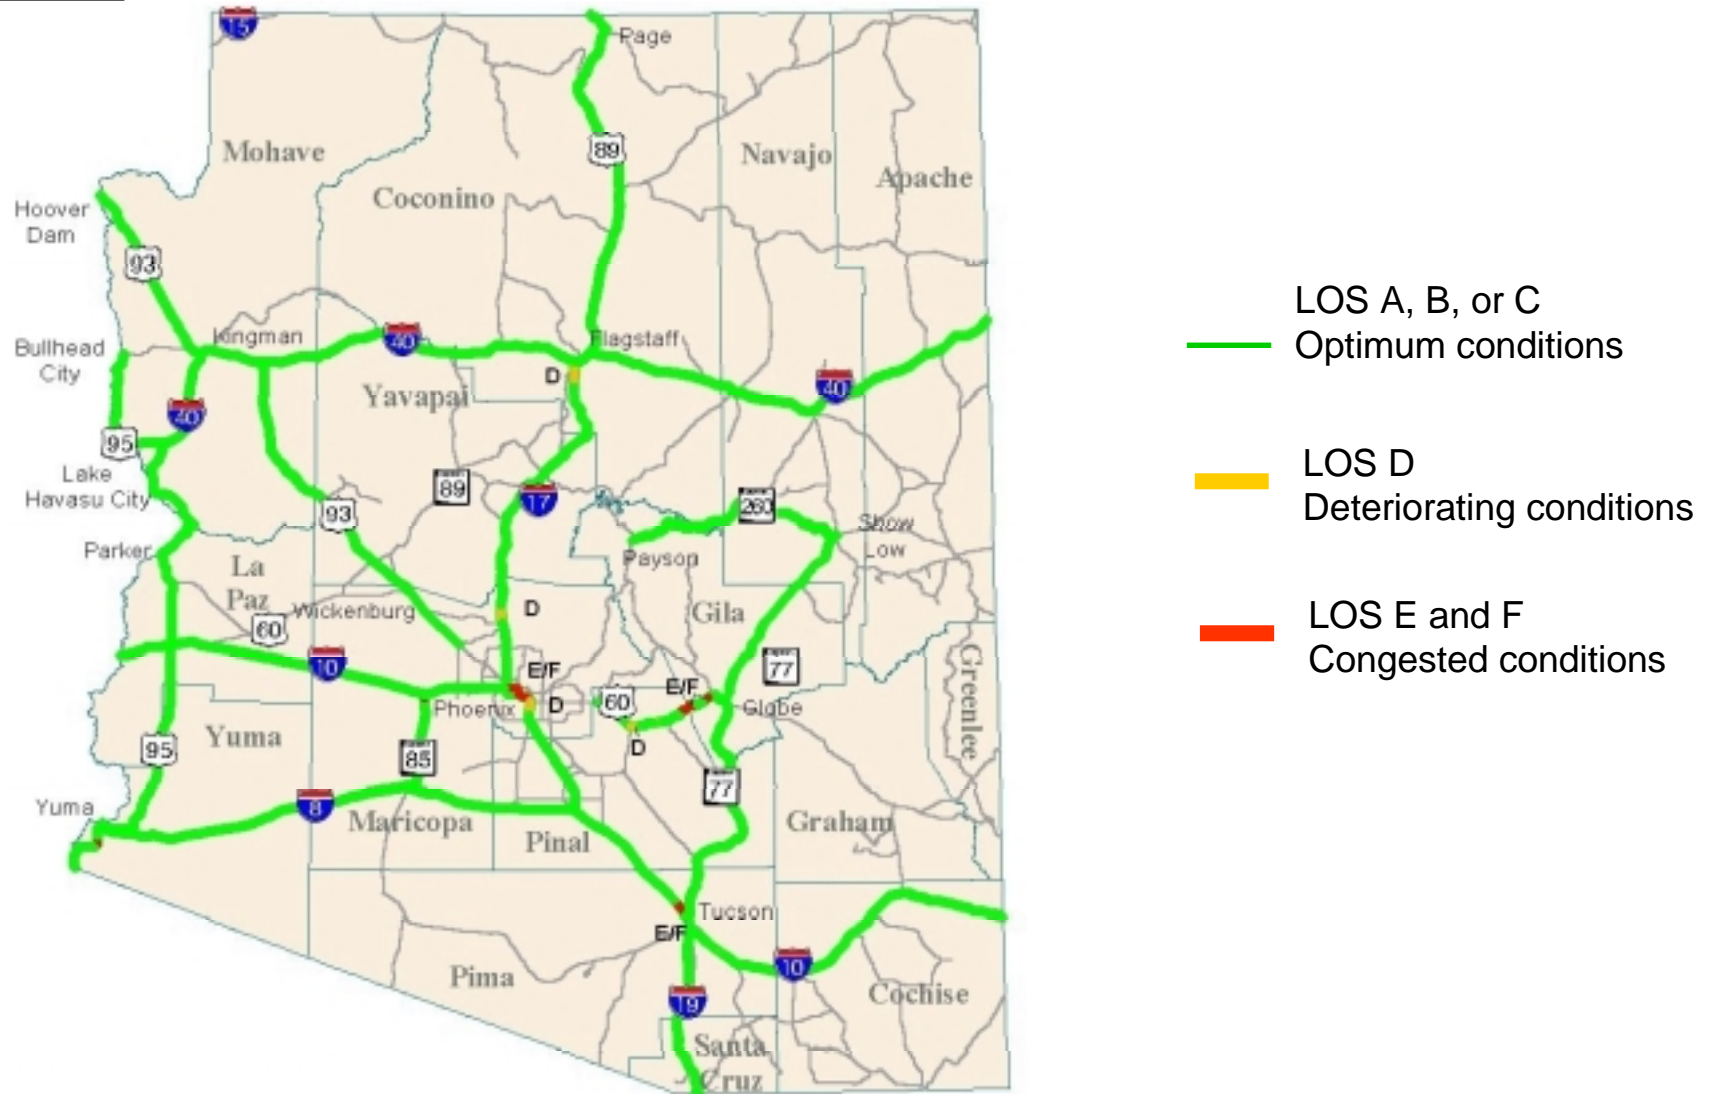 15
Page
89
Mohave
Navajo
Apache
Coconino
Hoover
Dam
93
Kingman
40
Flagstaff
Bullhead
City
D
Yavapai
40
40
95
Lake
Havasu City
89
17
93
260
Show
Low
Parker
Payson
La
Paz
Wickenburg
D
Gila
60
10
E/F
77
Greenlee
E/F
60
D
Phoenix
Globe
D
Yuma
95
85
77
Yuma
8
Maricopa
Pinal
Graham
Tucson
E/F
10
Pima
19
Cochise
Santa
Cruz
LOS A, B, or C
Optimum conditions
LOS D
Deteriorating conditions
LOS E and F
Congested conditions